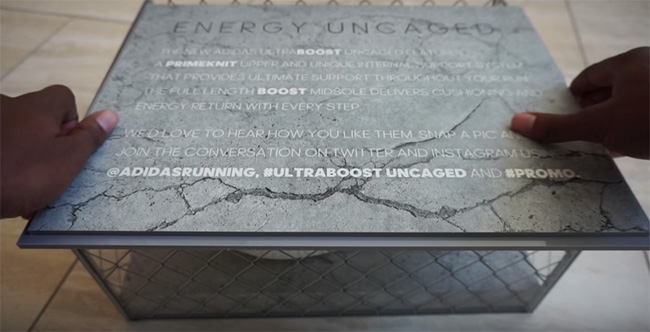 ENERGY UNCAGED
THE NEW ADIDAS ULTRABOOST UNCAGED FEATURES
A PRIMEKNIT UPPER AND UNIQUE INTERNAL SUPPORT SYSTEM
THAT PROVIDES ULTIMATE SUPPORT THROUGHOUT YOUR RUN.
THE FULL LENGTH BOOST MIDSOLE DELIVERS CUSHIONING AND
ENERGY RETURN WITH EVERY STEP.
WE'D LOVE TO HEAR HOW YOU LIKE THEM. SNAP A PIC
JOIN THE CONVERSATION ON TWITTER AND INSTAGRAM
@ADIDASRUNNING, #ULTRABOOST UNCAGED AND #PROMO.